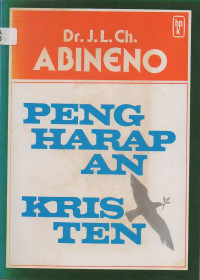 Dr. J. L. Ch.
ABINENO
PENG
HARAP
AN
KRIS
TEN